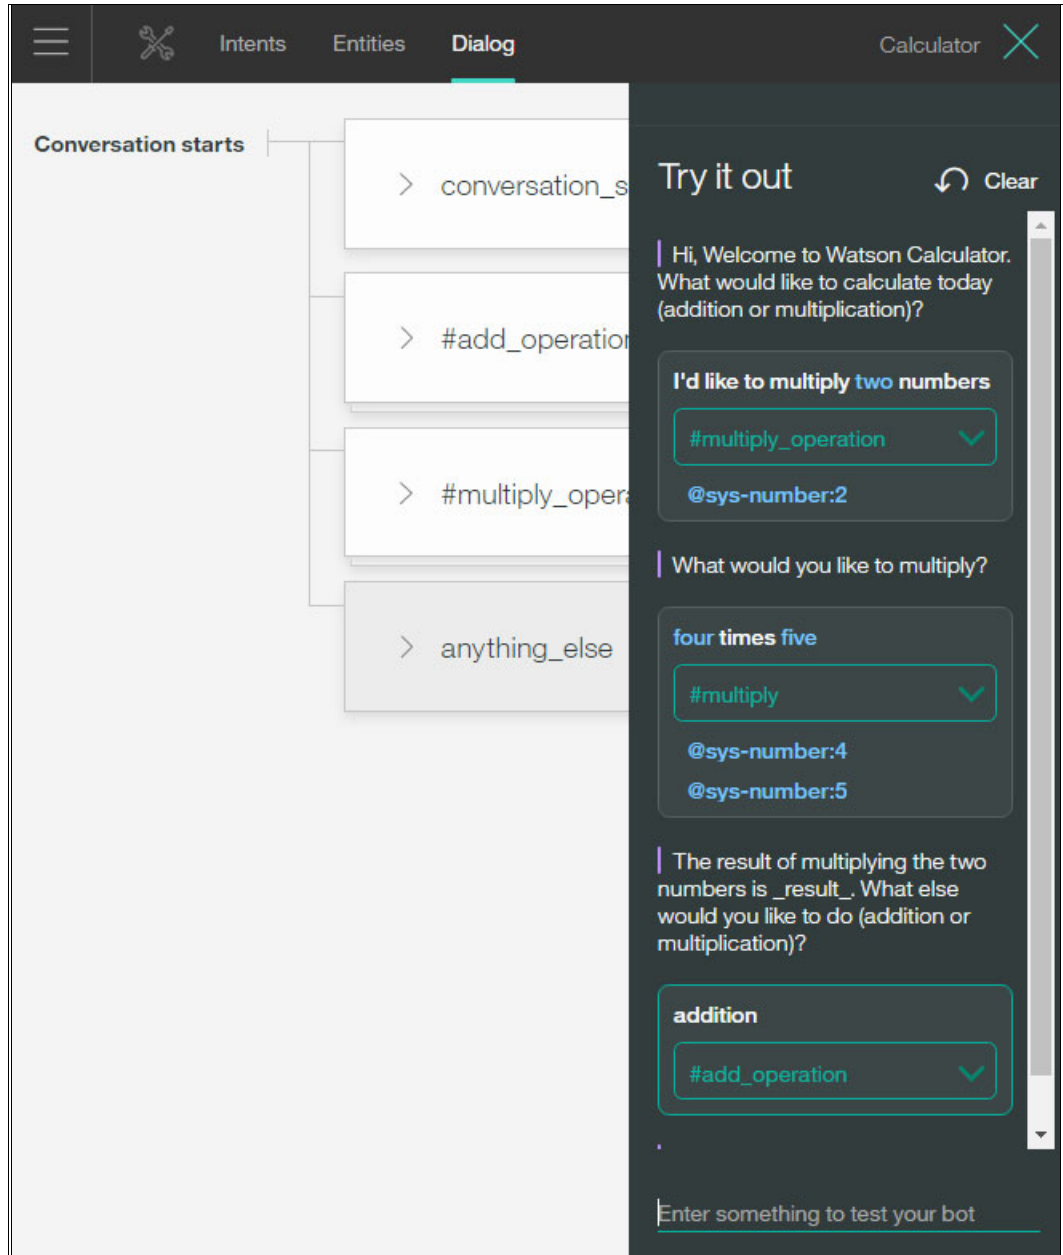 Intents Entities Dialog Calculator
Conversation starts
conversation_s
#add_operation
#multiply_opera
anything_else
Try it out
Clear
Hi, Welcome to Watson Calculator.
What would like to calculate today
(addition or multiplication)?
I'd like to multiply two numbers
#multiply_operation
@sys-number:2
What would you like to multiply?
four times five
#multiply
@sys-number:4
@sys-number:5
The result of multiplying the two
numbers is _result_. What else
would you like to do (addition or
multiplication)?
addition
#add_operation
Enter something to test your bot